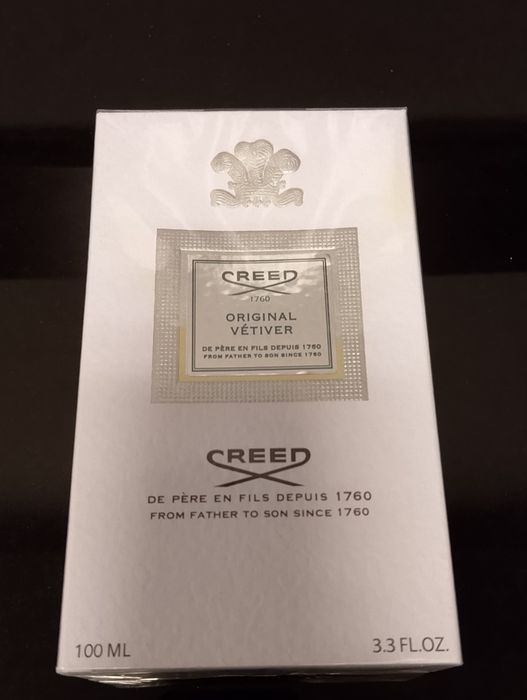 CREED
1760
ORIGINAL
VÉTIVER
DE PÈRE EN FILS DEPUIS 1760
FROM FATHER TO SON SINCE 1760
CREED
DE PÈRE EN FILS DEPUIS 1760
FROM FATHER TO SON SINCE 1760
100 ML 3.3 FL.OZ.